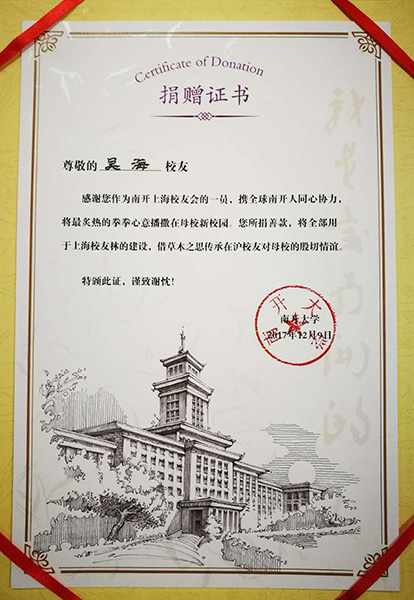 Certificate of Donation
捐赠证书
尊敬的 吴海 校友
感谢您作为南开上海校友会的一员，携全球南开人同心协力，
将最炙热的拳拳心意播撒在母校新校园。您所捐善款，将全部用
于上海校友林的建设，借草木之思传承在沪校友对母校的殷切情谊。
特颁此证，谨致谢忱！
南开大学
南开大学
2017年12月9日